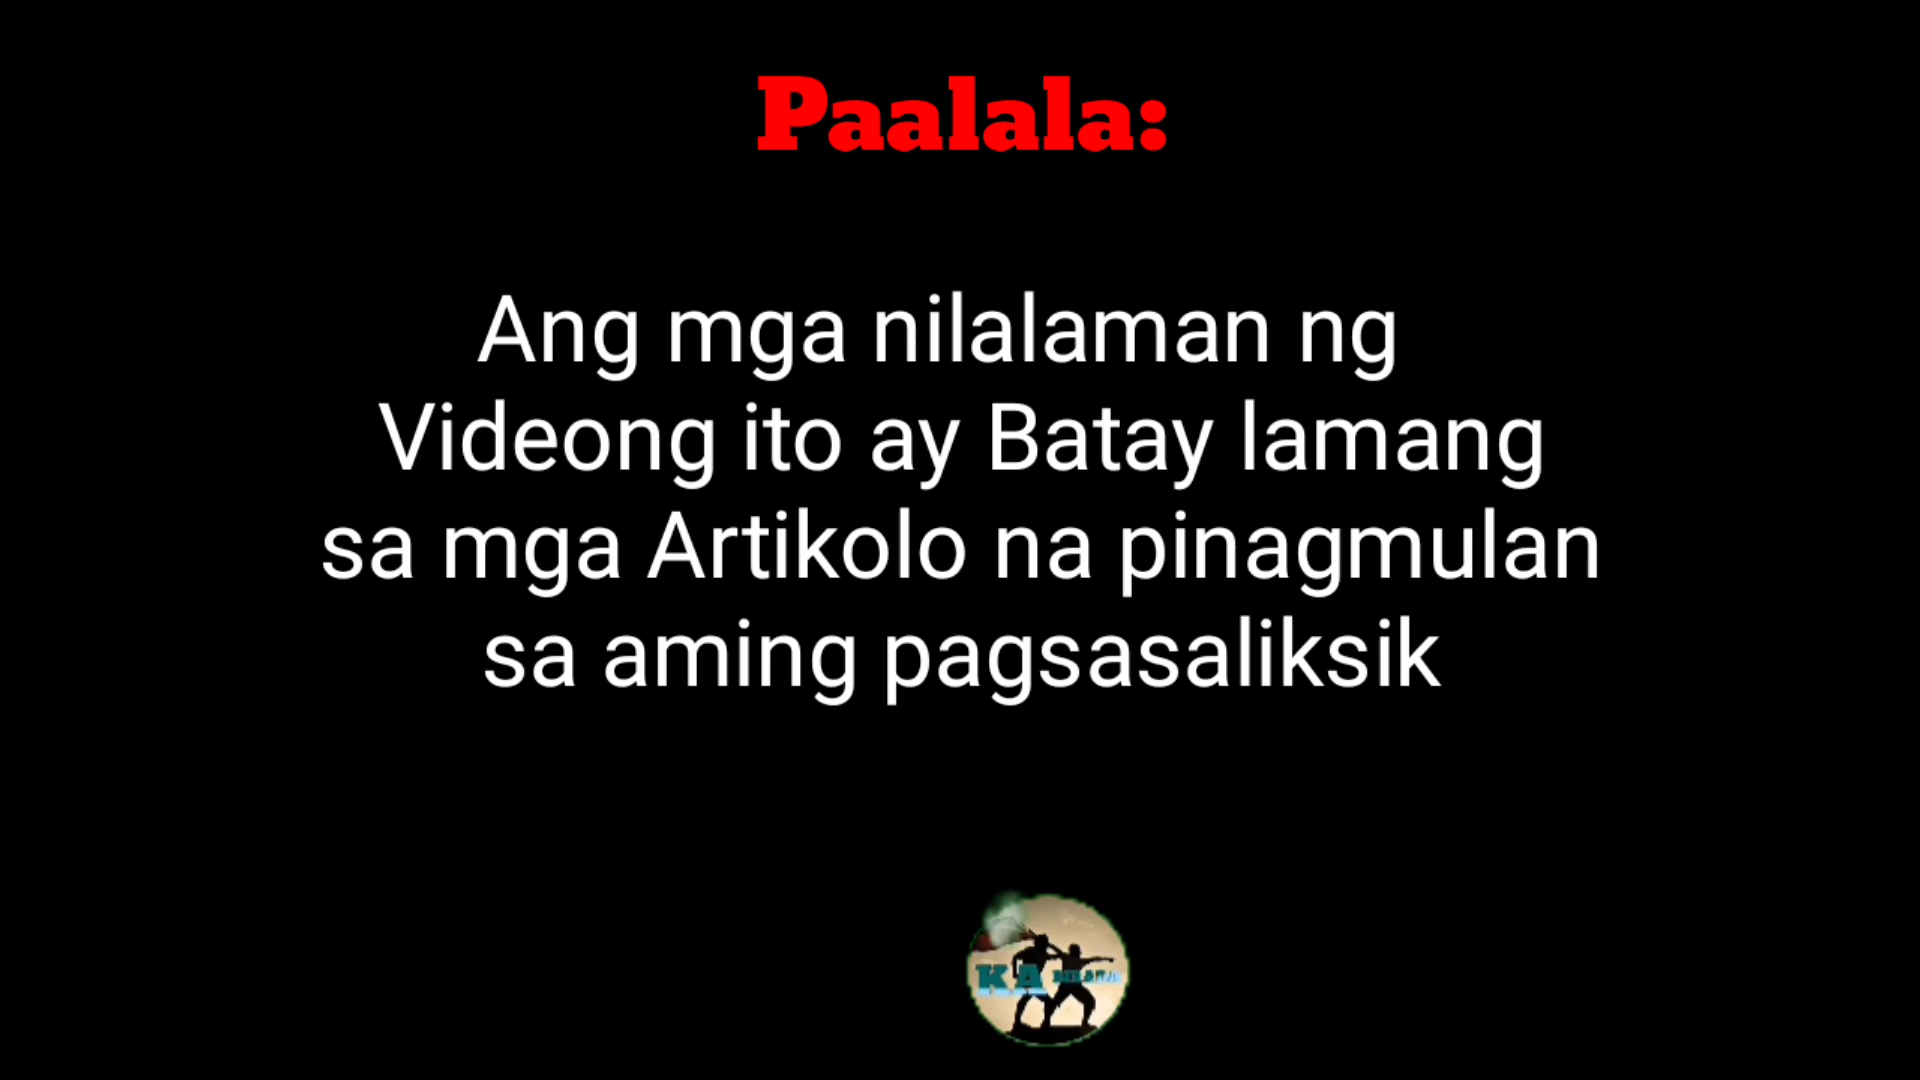 Paalala:
Ang mga nilalaman ng
Videong ito ay Batay lamang
sa mga Artikolo na pinagmulan
sa aming pagsasaliksik
KA